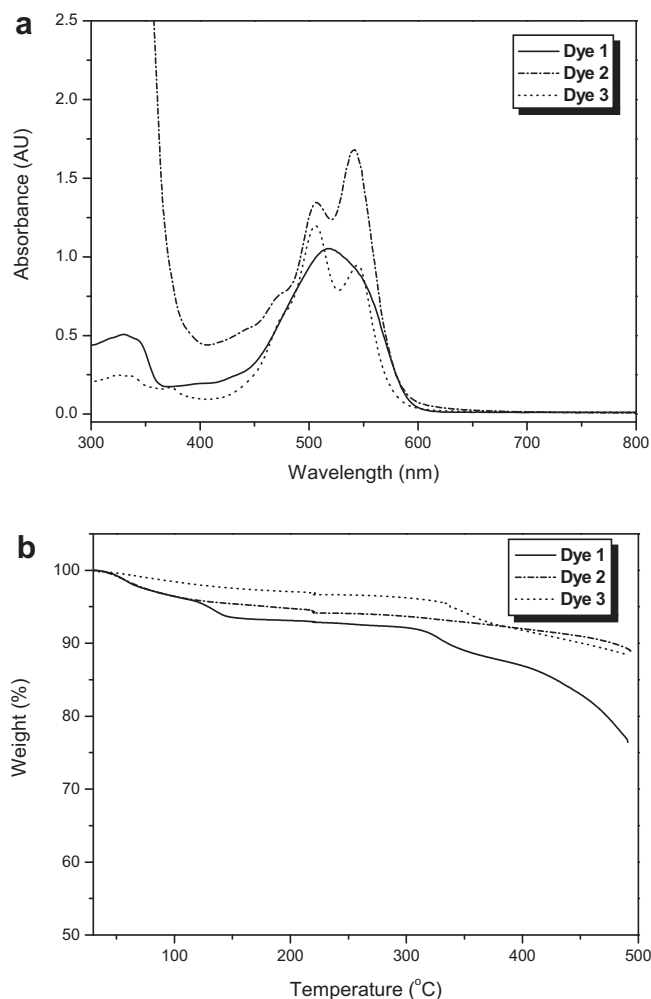 a
2.5
2.0
1.5
1.0
0.5
0.0
Absorbance (AU)
Dye 1
Dye 2
Dye 3
300 400 500 600 700 800
Wavelength (nm)
b
100
90
80
70
60
50
Weight (%)
Dye 1
Dye 2
Dye 3
100 200 300 400 500
Temperature (°C)